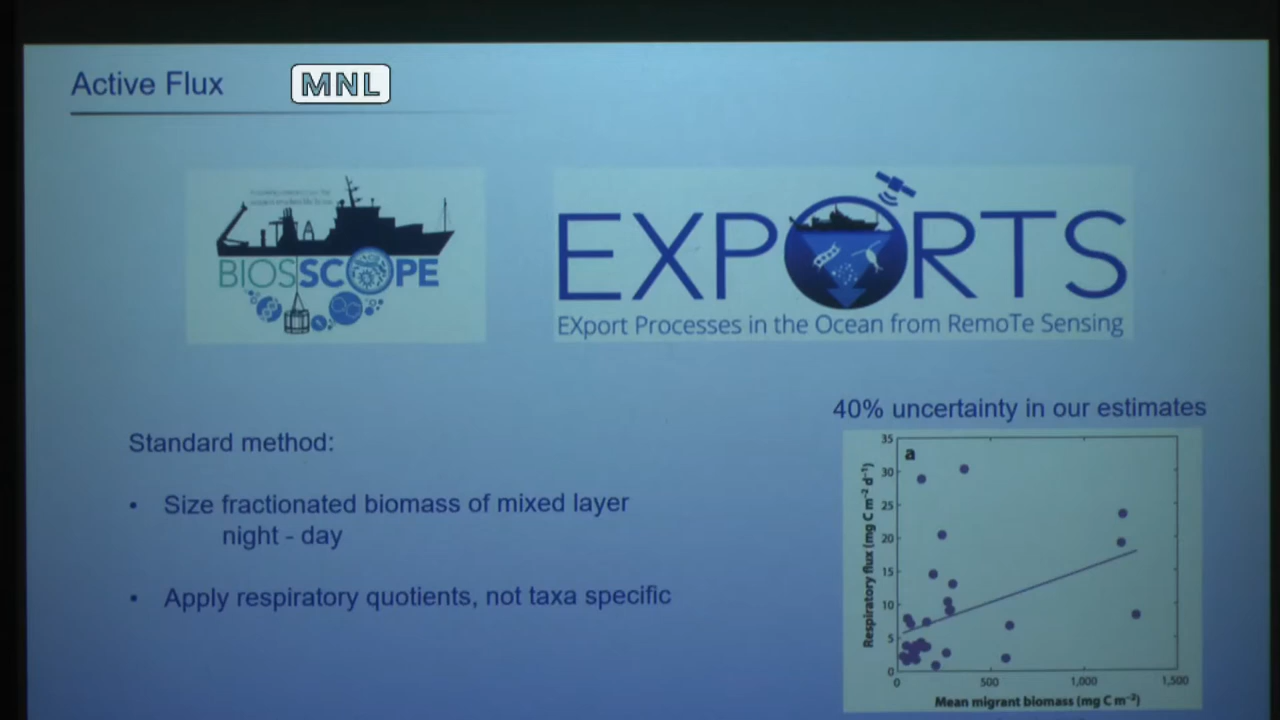 Active Flux
MNL
BIOSSCOPE
EXPORTS
EXport Processes in the Ocean from RemoTe Sensing
40% uncertainty in our estimates
Standard method:
• Size fractionated biomass of mixed layer
night - day
• Apply respiratory quotients, not taxa specific
a
35
30
25
20
15
10
5
0
Respiratory flux (mg C m⁻² d⁻¹)
0 500 1,000 1,500
Mean migrant biomass (mg C m⁻²)